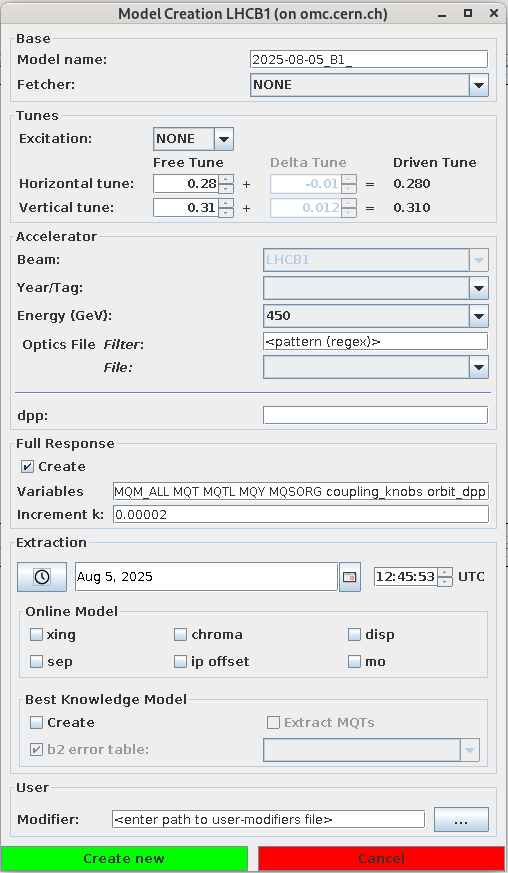 Model Creation LHCB1 (on omc.cern.ch)
Base
Model name: 2025-08-05_B1_
Fetcher: NONE
Tunes
Excitation: NONE
Free Tune Delta Tune Driven Tune
Horizontal tune: 0.28 + -0.01 = 0.280
Vertical tune: 0.31 + 0.012 = 0.310
Accelerator
Beam: LHCB1
Year/Tag:
Energy (GeV): 450
Optics File Filter: <pattern (regex)>
File:
dpp:
Full Response
Create
Variables MQM_ALL MQT MQTL MQY MQSORG coupling_knobs orbit_dpp
Increment k: 0.00002
Extraction
Aug 5, 2025 12:45:53 UTC
Online Model
xing chroma disp
sep ip offset mo
Best Knowledge Model
Create Extract MQTs
b2 error table:
User
Modifier: <enter path to user-modifiers file> ...
Create new Cancel